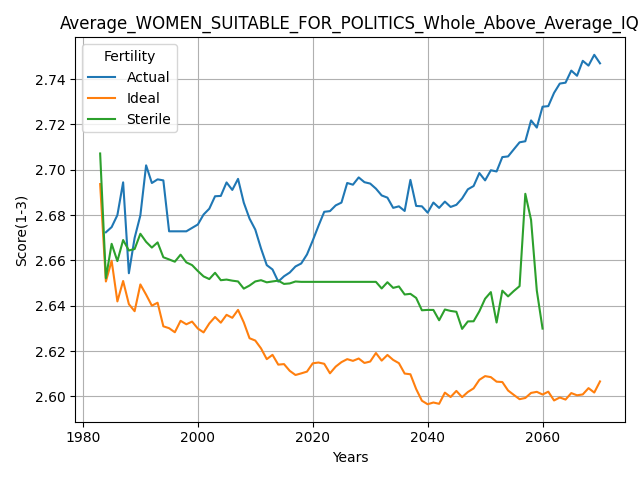 Average_WOMEN_SUITABLE_FOR_POLITICS_Whole_Above_Average_IQ
Fertility
Actual
Ideal
Sterile
Score(1-3)
2.74
2.72
2.70
2.68
2.66
2.64
2.62
2.60
1980
2000
2020
2040
2060
Years